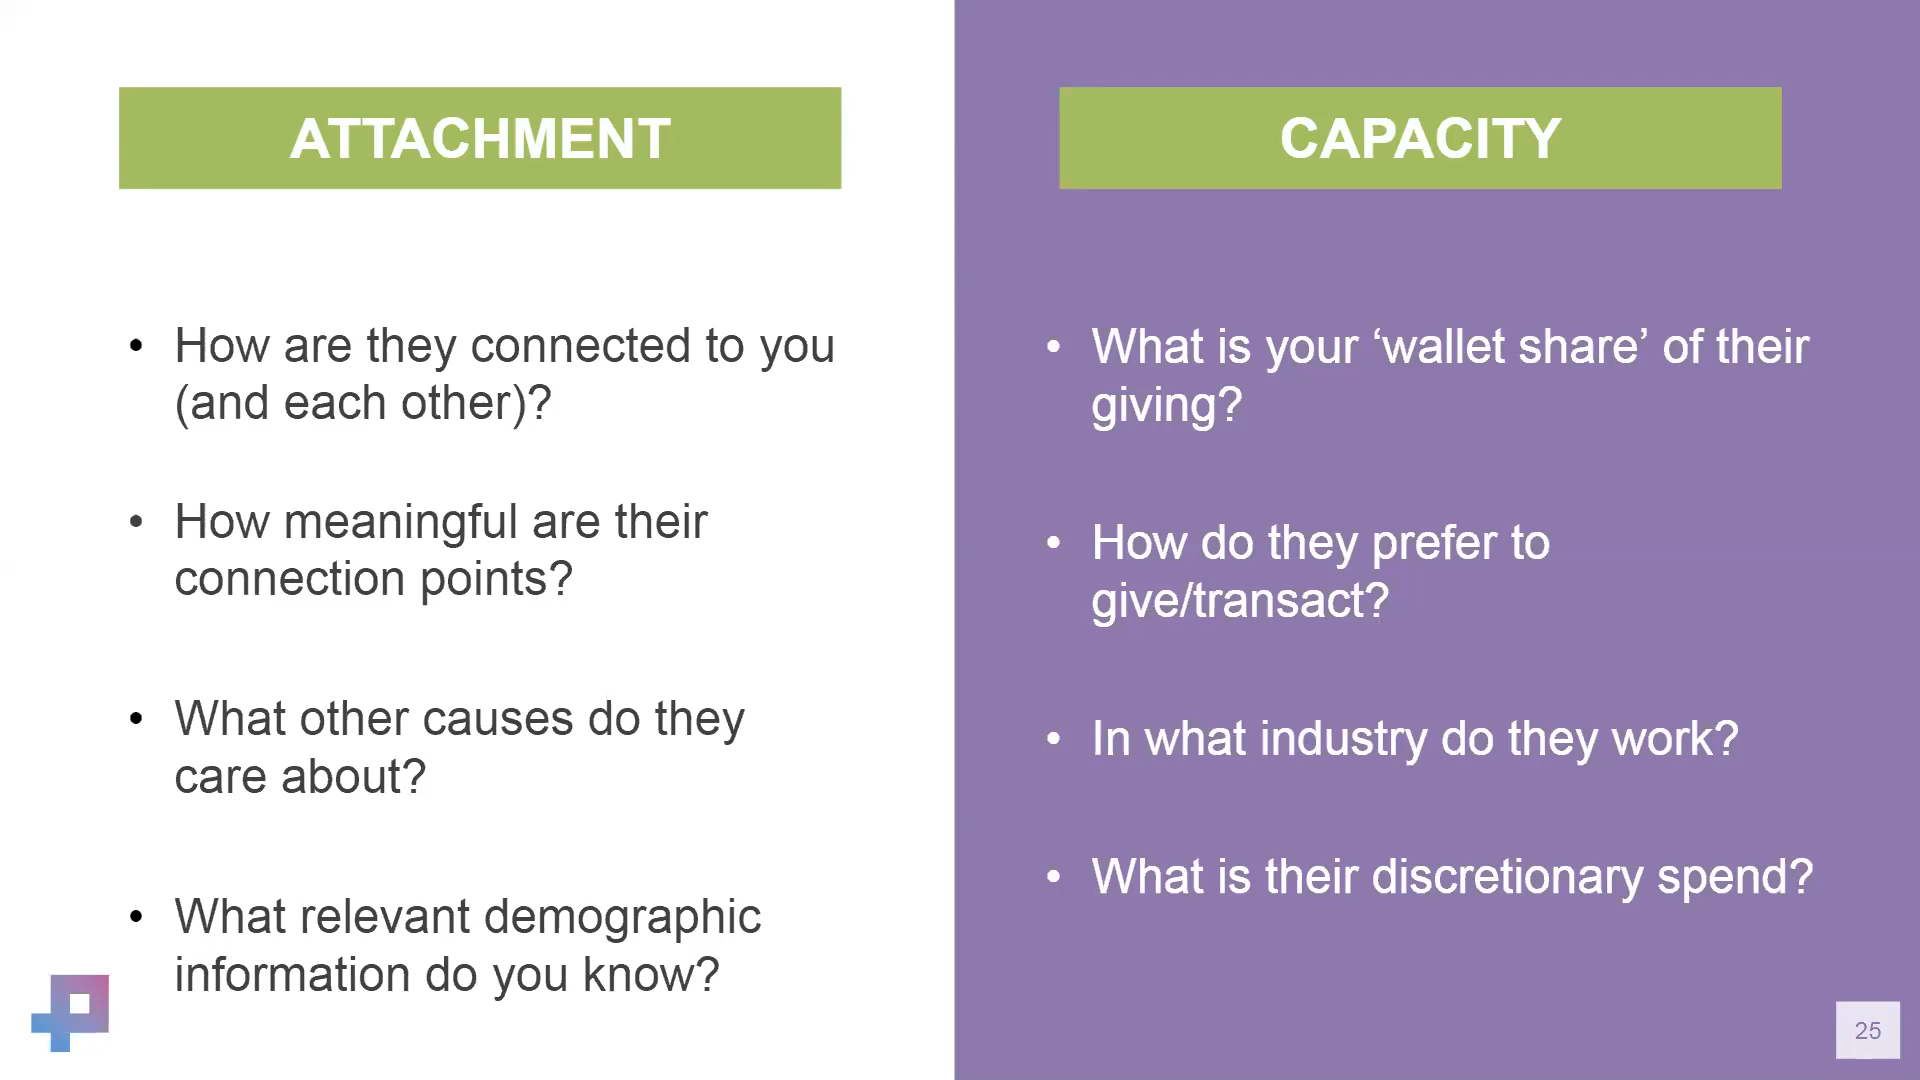 ATTACHMENT
• How are they connected to you
(and each other)?
• How meaningful are their
connection points?
• What other causes do they
care about?
• What relevant demographic
information do you know?
CAPACITY
• What is your ‘wallet share’ of their
giving?
• How do they prefer to
give/transact?
• In what industry do they work?
• What is their discretionary spend?
25